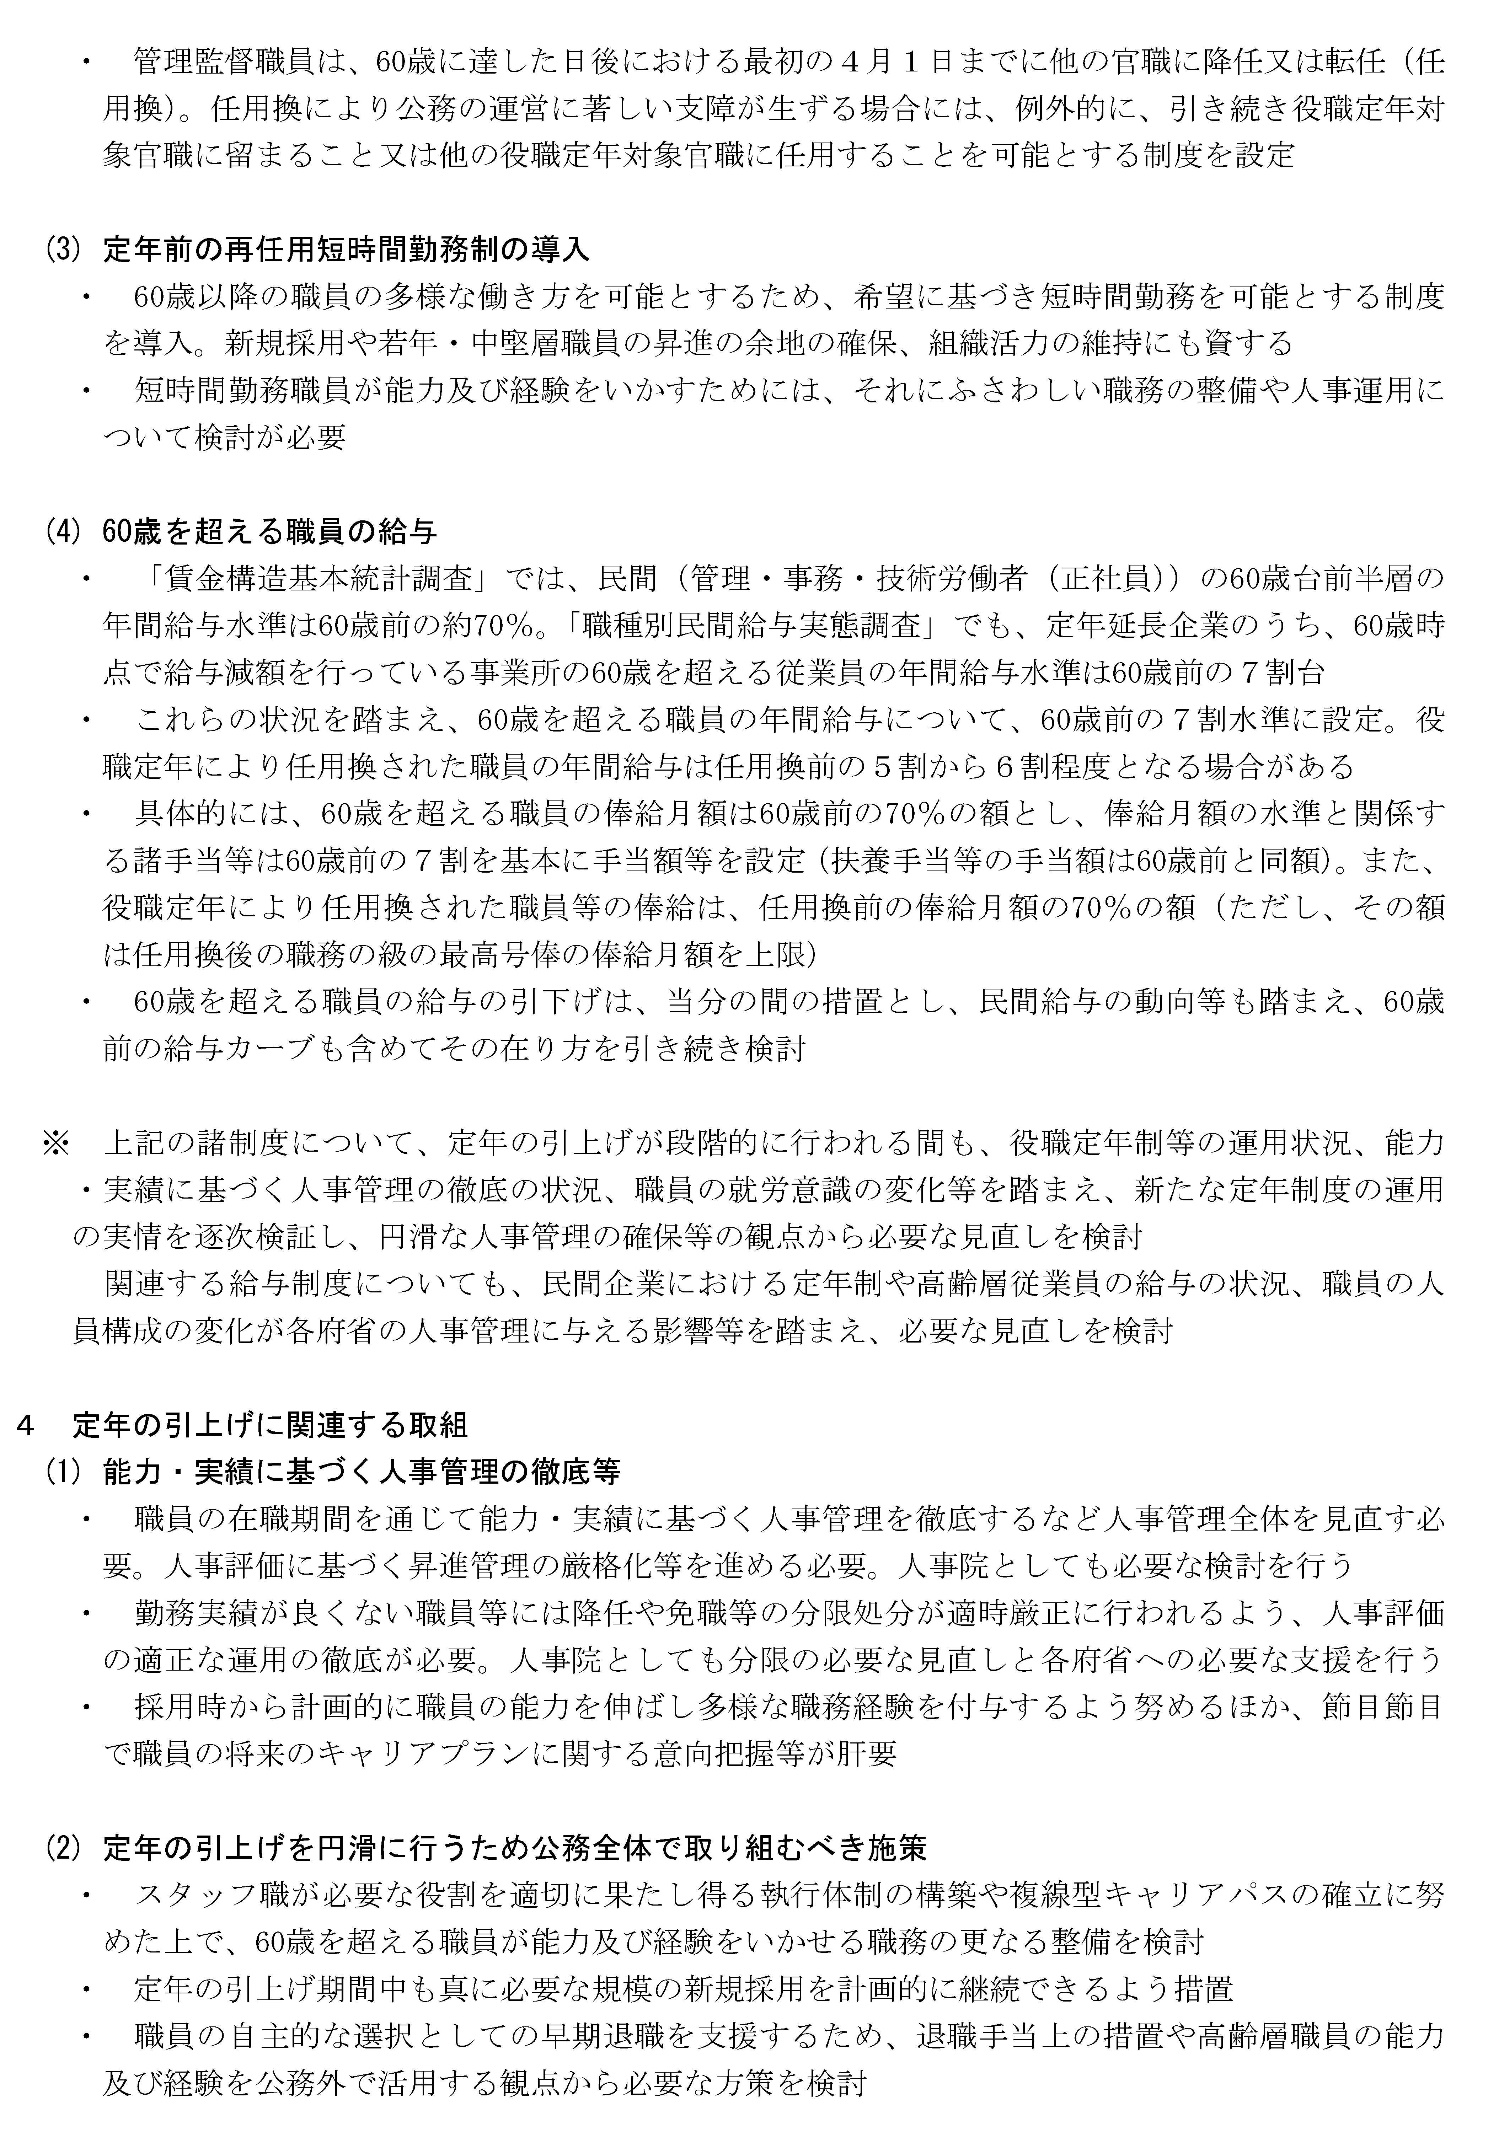 ・　管理監督職員は、60歳に達した日後における最初の４月１日までに他の官職に降任又は転任（任
用換）。任用換により公務の運営に著しい支障が生ずる場合には、例外的に、引き続き役職定年対
象官職に留まること又は他の役職定年対象官職に任用することを可能とする制度を設定
(3) 定年前の再任用短時間勤務制の導入
・　60歳以降の職員の多様な働き方を可能とするため、希望に基づき短時間勤務を可能とする制度
を導入。新規採用や若年・中堅層職員の昇進の余地の確保、組織活力の維持にも資する
・　短時間勤務職員が能力及び経験をいかすためには、それにふさわしい職務の整備や人事運用に
ついて検討が必要
(4) 60歳を超える職員の給与
・　「賃金構造基本統計調査」では、民間（管理・事務・技術労働者（正社員））の60歳台前半層の
年間給与水準は60歳前の約70％。「職種別民間給与実態調査」でも、定年延長企業のうち、60歳時
点で給与減額を行っている事業所の60歳を超える従業員の年間給与水準は60歳前の７割台
・　これらの状況を踏まえ、60歳を超える職員の年間給与について、60歳前の７割水準に設定。役
職定年により任用換された職員の年間給与は任用換前の５割から６割程度となる場合がある
・　具体的には、60歳を超える職員の俸給月額は60歳前の70％の額とし、俸給月額の水準と関係す
る諸手当等は60歳前の７割を基本に手当額等を設定（扶養手当等の手当額は60歳前と同額）。また、
役職定年により任用換された職員等の俸給は、任用換前の俸給月額の70％の額（ただし、その額
は任用換後の職務の級の最高号俸の俸給月額を上限）
・　60歳を超える職員の給与の引下げは、当分の間の措置とし、民間給与の動向等も踏まえ、60歳
前の給与カーブも含めてその在り方を引き続き検討
※　上記の諸制度について、定年の引上げが段階的に行われる間も、役職定年制等の運用状況、能力
・実績に基づく人事管理の徹底の状況、職員の就労意識の変化等を踏まえ、新たな定年制度の運用
の実情を逐次検証し、円滑な人事管理の確保等の観点から必要な見直しを検討
関連する給与制度についても、民間企業における定年制や高齢層従業員の給与の状況、職員の人
員構成の変化が各府省の人事管理に与える影響等を踏まえ、必要な見直しを検討
４　定年の引上げに関連する取組
(1) 能力・実績に基づく人事管理の徹底等
・　職員の在職期間を通じて能力・実績に基づく人事管理を徹底するなど人事管理全体を見直す必
要。人事評価に基づく昇進管理の厳格化等を進める必要。人事院としても必要な検討を行う
・　勤務実績が良くない職員等には降任や免職等の分限処分が適時厳正に行われるよう、人事評価
の適正な運用の徹底が必要。人事院としても分限の必要な見直しと各府省への必要な支援を行う
・　採用時から計画的に職員の能力を伸ばし多様な職務経験を付与するよう努めるほか、節目節目
で職員の将来のキャリアプランに関する意向把握等が肝要
(2) 定年の引上げを円滑に行うため公務全体で取り組むべき施策
・　スタッフ職が必要な役割を適切に果たし得る執行体制の構築や複線型キャリアパスの確立に努
めた上で、60歳を超える職員が能力及び経験をいかせる職務の更なる整備を検討
・　定年の引上げ期間中も真に必要な規模の新規採用を計画的に継続できるよう措置
・　職員の自主的な選択としての早期退職を支援するため、退職手当上の措置や高齢層職員の能力
及び経験を公務外で活用する観点から必要な方策を検討